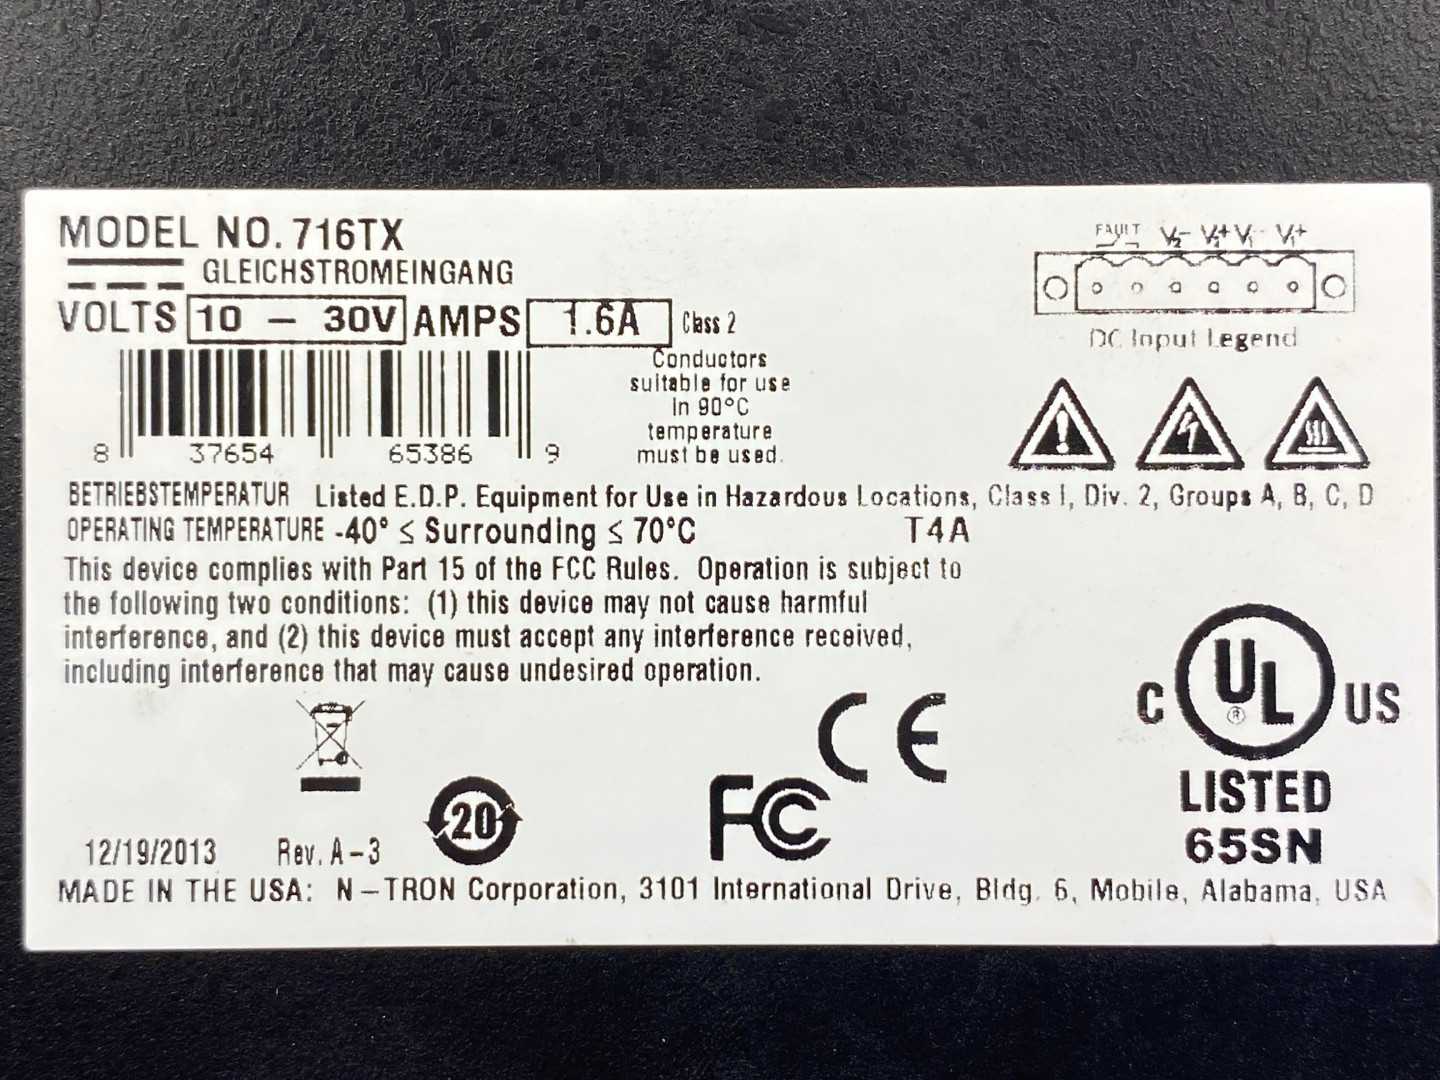 MODEL NO. 716TX
GLEICHSTROMEINGANG
VOLTS 10 – 30V AMPS 1.6A Class 2
Conductors
suitable for use
in 90°C
temperature
must be used.
8 37654 65386 9
FAULT V2- V2+ V1- V1+
DC Input Legend
BETRIEBSTEMPERATUR Listed E.D.P. Equipment for Use in Hazardous Locations, Class I, Div. 2, Groups A, B, C, D
OPERATING TEMPERATURE -40° ≤ Surrounding ≤ 70°C T4A
This device complies with Part 15 of the FCC Rules. Operation is subject to
the following two conditions: (1) this device may not cause harmful
interference, and (2) this device must accept any interference received,
including interference that may cause undesired operation.
C UL ® US
LISTED
65SN
CE
FC
20
12/19/2013 Rev. A-3
MADE IN THE USA: N-TRON Corporation, 3101 International Drive, Bldg. 6, Mobile, Alabama, USA